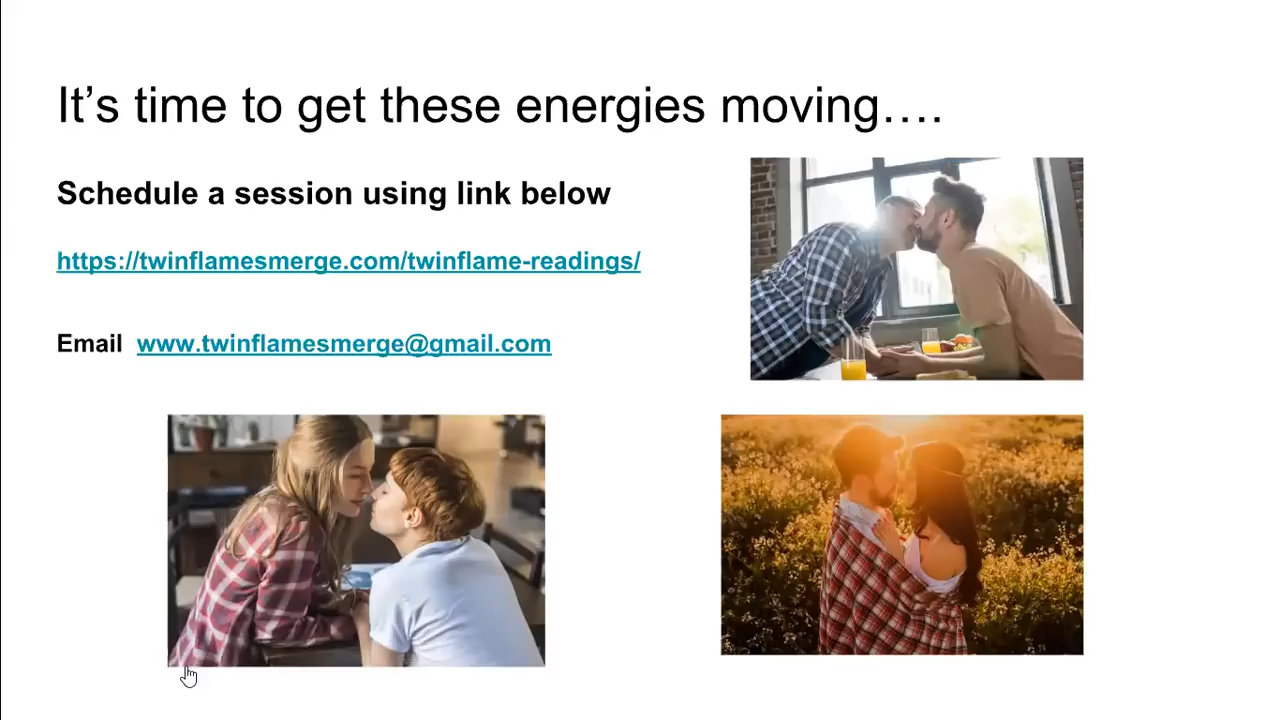 It’s time to get these energies moving….
Schedule a session using link below
https://twinflamesmerge.com/twinflame-readings/
Email www.twinflamesmerge@gmail.com